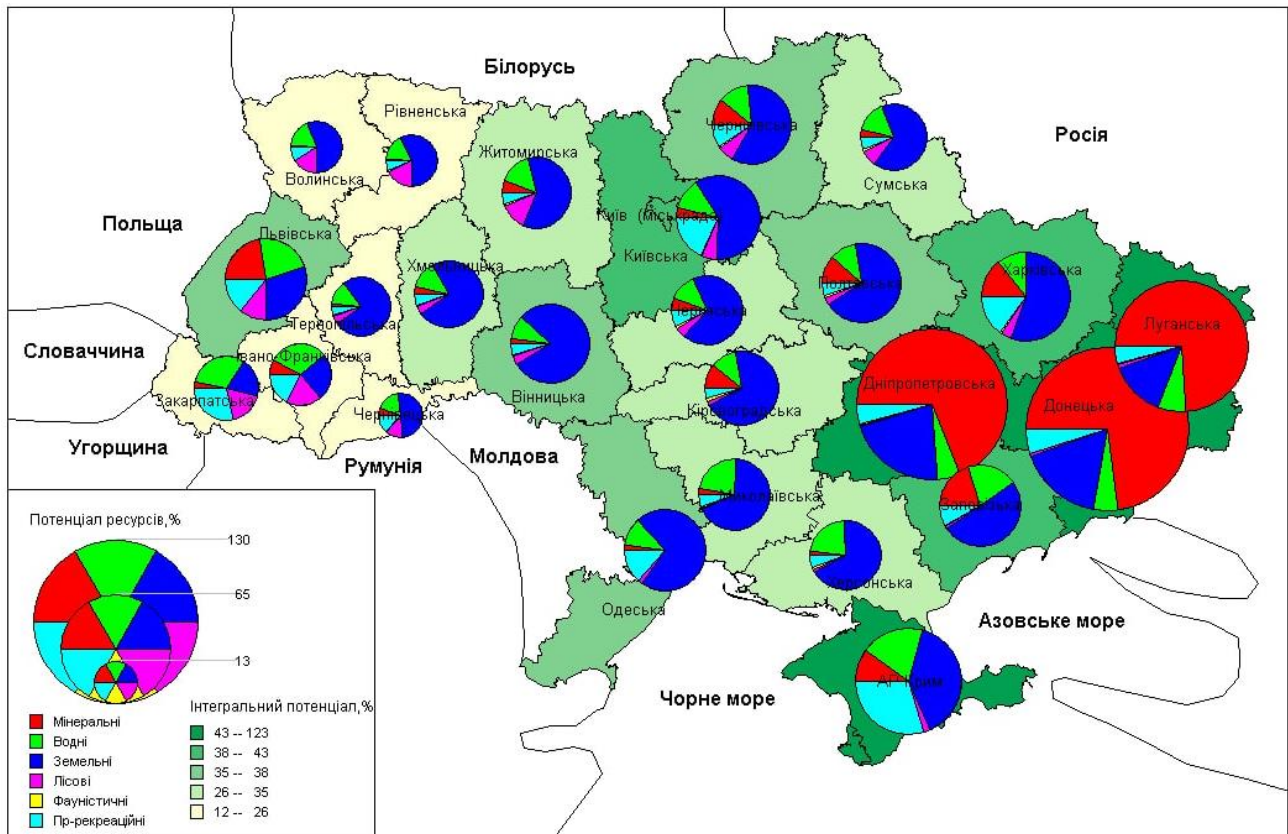 Білорусь
Рівненська
Волинська
Житомирська
Чернігівська
Сумська
Росія
Польща
Львівська
Київ (міськрада)
Київська
Хмельницька
Полтавська
Харківська
Тернопільська
Черкаська
Луганська
Словаччина
Івано-Франківська
Закарпатська
Чернівецька
Вінницька
Кіровоградська
Дніпропетровська
Донецька
Угорщина
Румунія
Молдова
Миколаївська
Запорізька
Одеська
Херсонська
Азовське море
Чорне море
АР Крим
Потенціал ресурсів,%
130
65
13
Мінеральні
Водні
Земельні
Лісові
Фауністичні
Пр-рекреаційні
Інтегральний потенціал,%
43 -- 123
38 -- 43
35 -- 38
26 -- 35
12 -- 26